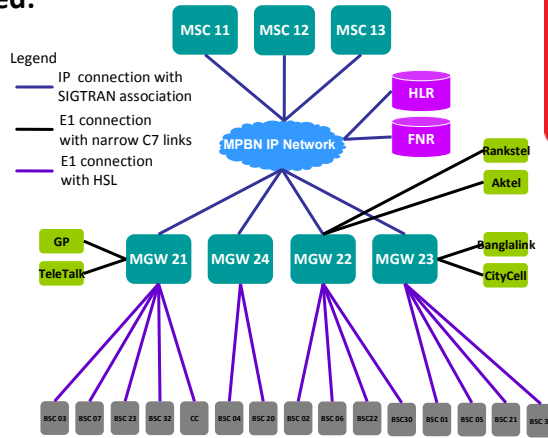 ed:
MSC 11
MSC 12
MSC 13
Legend
IP connection with
SIGTRAN association
E1 connection
with narrow C7 links
E1 connection
with HSL
HLR
FNR
MPBN IP Network
Rankstel
Aktel
GP
TeleTalk
MGW 21
MGW 24
MGW 22
MGW 23
Banglalink
CityCell
BSC 03
BSC 07
BSC 23
BSC 32
CC
BSC 04
BSC 20
BSC 02
BSC 06
BSC22
BSC30
BSC 01
BSC 05
BSC 21
BSC 3